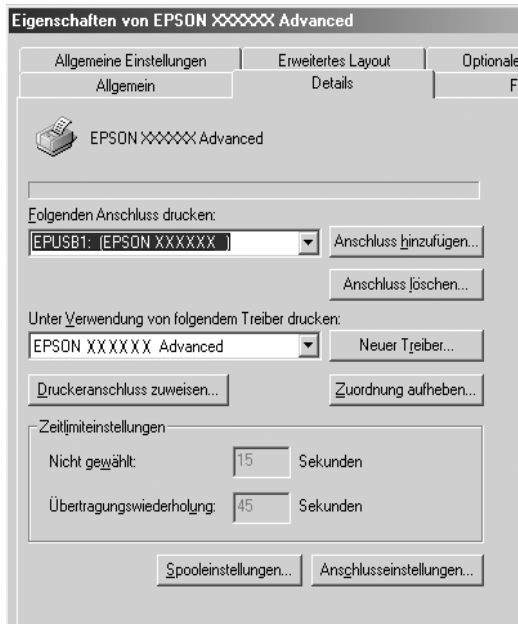 Eigenschaften von EPSON XXXXXX Advanced
Allgemeine Einstellungen Erweitertes Layout Optionale
Allgemein Details F
EPSON XXXXXX Advanced
Folgenden Anschluss drucken:
EPUSB1: (EPSON XXXXXX )
Anschluss hinzufügen...
Anschluss löschen...
Unter Verwendung von folgendem Treiber drucken:
EPSON XXXXXX Advanced
Neuer Treiber...
Druckeranschluss zuweisen... Zuordnung aufheben...
Zeitlimiteinstellungen
Nicht gewählt: 15 Sekunden
Übertragungswiederholung: 45 Sekunden
Spooleinstellungen... Anschlusseinstellungen...